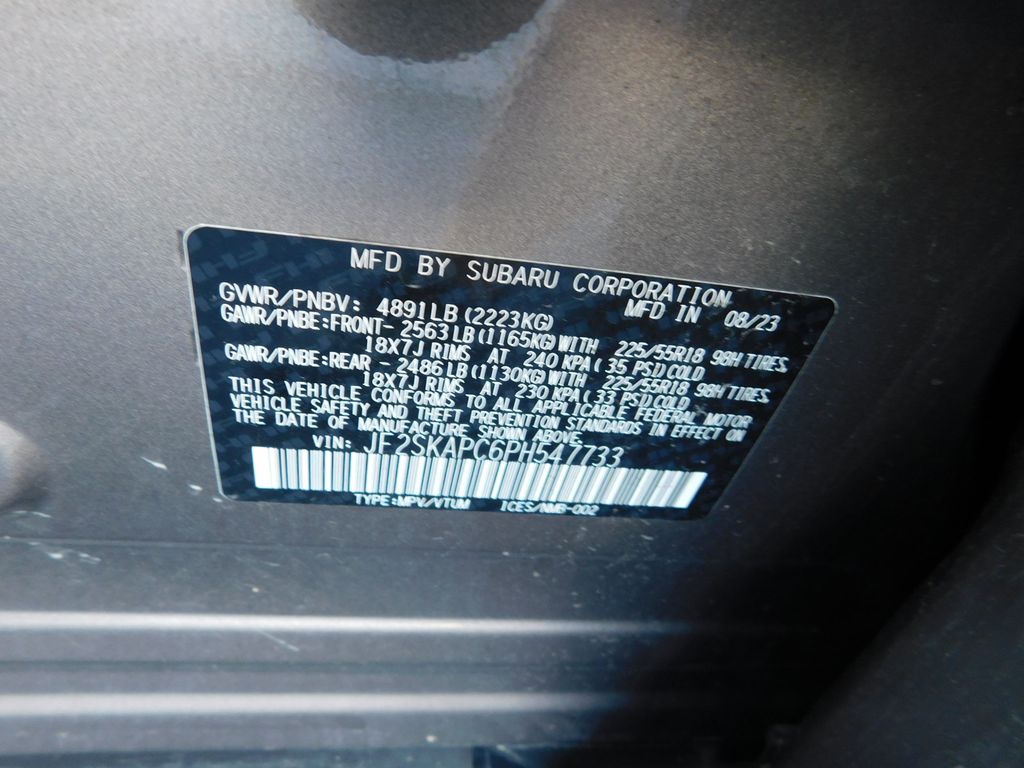 MFD BY SUBARU CORPORATION
GVWR/PNBV: 4891LB (2223KG) MFD IN 08/23
GAWR/PNBE:FRONT- 2563LB (1165KG)WITH 225/55R18 98H TIRES,
18X7J RIMS AT 240 KPA ( 35 PSI) COLD
GAWR/PNBE:REAR - 2486LB (1130KG)WITH 225/55R18 98H TIRES,
18X7J RIMS AT 230 KPA ( 33 PSI) COLD
THIS VEHICLE CONFORMS TO ALL APPLICABLE FEDERAL MOTOR
VEHICLE SAFETY AND THEFT PREVENTION STANDARDS IN EFFECT ON
THE DATE OF MANUFACTURE SHOWN ABOVE.
VIN: JF2SKAPC6PH547733
TYPE:MPV/VTUM ICES/NMB-002